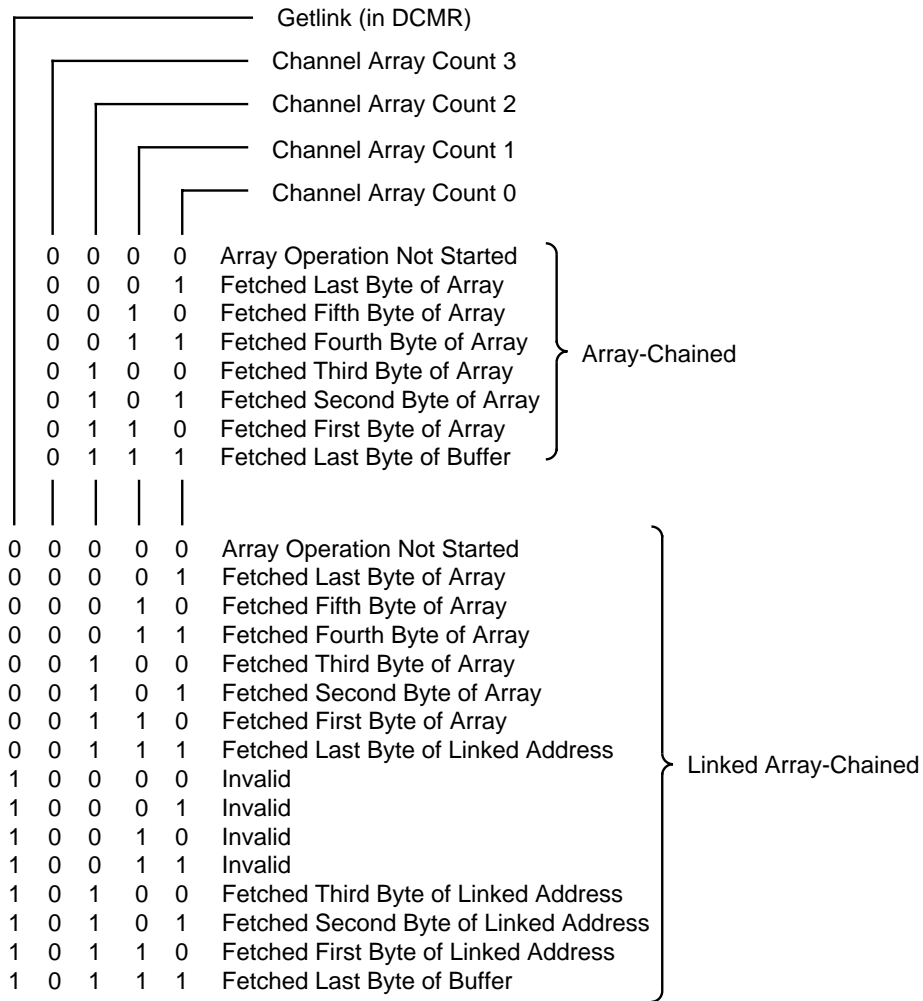 Getlink (in DCMR)
Channel Array Count 3
Channel Array Count 2
Channel Array Count 1
Channel Array Count 0
0 0 0 0 Array Operation Not Started
0 0 0 1 Fetched Last Byte of Array
0 0 1 0 Fetched Fifth Byte of Array
0 0 1 1 Fetched Fourth Byte of Array
0 1 0 0 Fetched Third Byte of Array
0 1 0 1 Fetched Second Byte of Array
0 1 1 0 Fetched First Byte of Array
0 1 1 1 Fetched Last Byte of Buffer
Array-Chained
0 0 0 0 0 Array Operation Not Started
0 0 0 0 1 Fetched Last Byte of Array
0 0 0 1 0 Fetched Fifth Byte of Array
0 0 0 1 1 Fetched Fourth Byte of Array
0 0 1 0 0 Fetched Third Byte of Array
0 0 1 0 1 Fetched Second Byte of Array
0 0 1 1 0 Fetched First Byte of Array
0 0 1 1 1 Fetched Last Byte of Linked Address
1 0 0 0 0 Invalid
1 0 0 0 1 Invalid
1 0 0 1 0 Invalid
1 0 0 1 1 Invalid
1 0 1 0 0 Fetched Third Byte of Linked Address
1 0 1 0 1 Fetched Second Byte of Linked Address
1 0 1 1 0 Fetched First Byte of Linked Address
1 0 1 1 1 Fetched Last Byte of Buffer
Linked Array-Chained